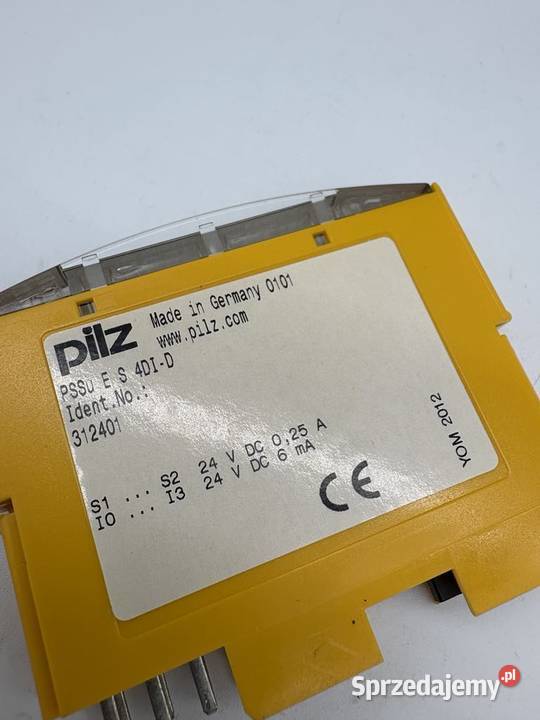 pilz Made in Germany 0101
www.pilz.com
PSSu E S 4DI-D
Ident.No.:
312401
S1 ... S2 24 V DC 0,25 A
I0 ... I3 24 V DC 6 mA
CE
YOM 2012
Sprzedajemy.pl